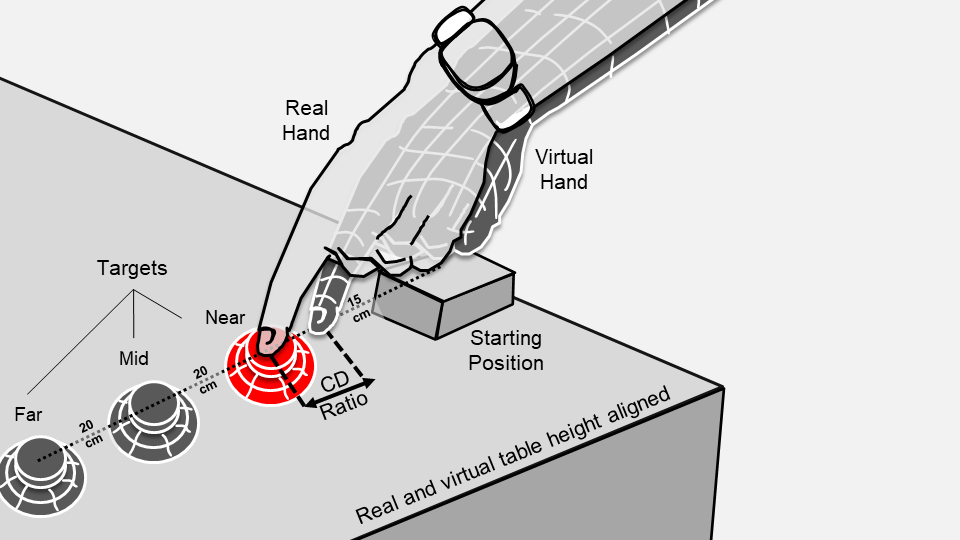 Real
Hand
Virtual
Hand
Targets
Near
15
cm
Mid
20
cm
Starting
Position
Far
20
cm
CD
Ratio
Real and virtual table height aligned